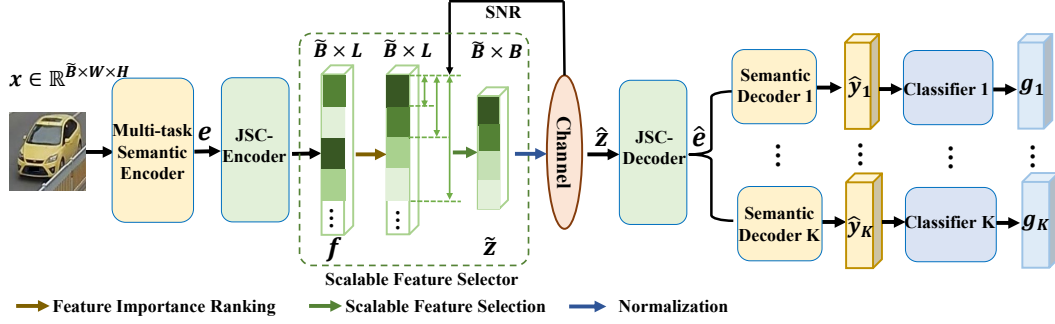 SNR
x ∈ ℝ^{B̃×W×H}
B̃ × L
B̃ × L
B̃ × B
Multi-task
Semantic
Encoder
e
JSC-
Encoder
⋮
f
⋮
z̃
Scalable Feature Selector
Channel
ẑ
JSC-
Decoder
ê
Semantic
Decoder 1
ŷ₁
Classifier 1
g₁
⋮
⋮
⋮
⋮
Semantic
Decoder K
ŷ_K
Classifier K
g_K
Feature Importance Ranking
Scalable Feature Selection
Normalization